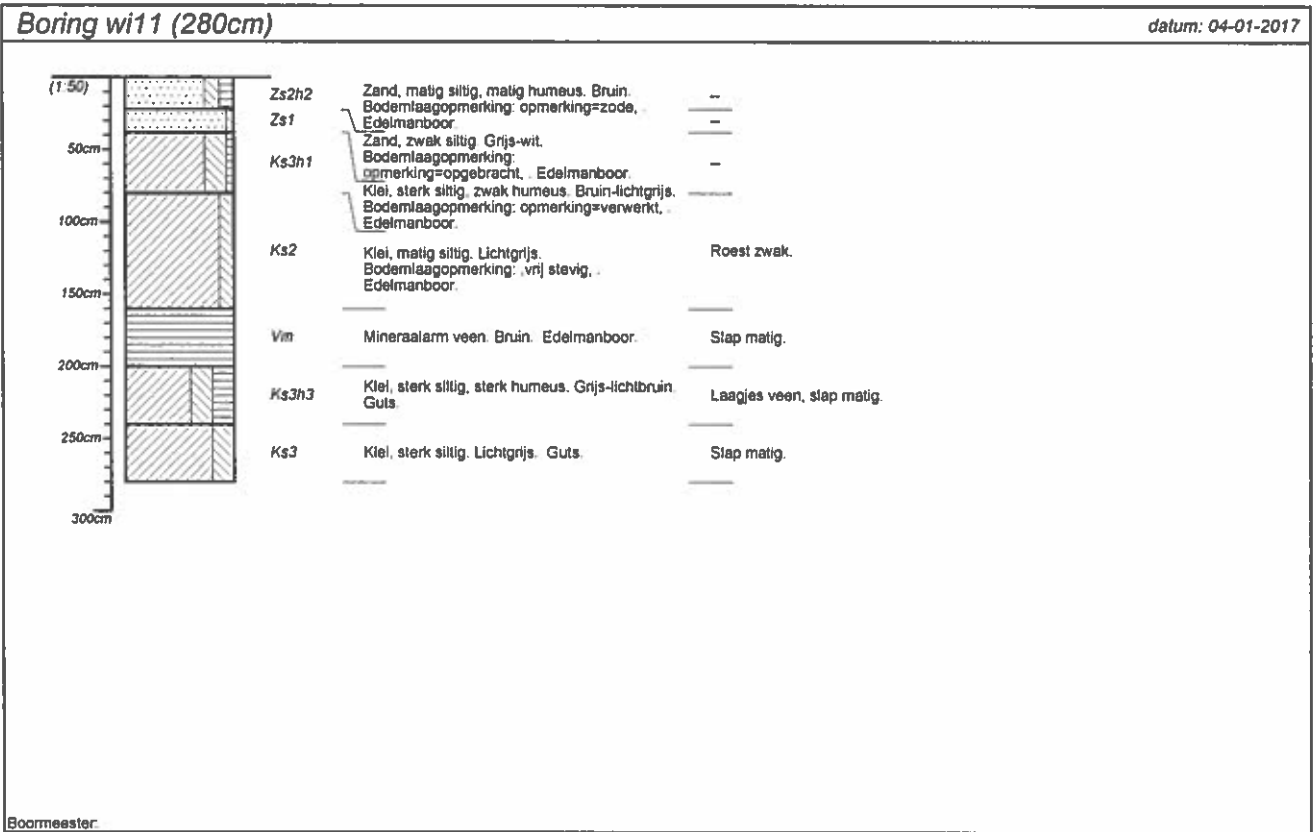 Boring wi11 (280cm)
datum: 04-01-2017
(1:50)
50cm
100cm
150cm
200cm
250cm
300cm
Zs2h2
Zand, matig siltig, matig humeus. Bruin.
Bodemlaagopmerking: opmerking=zode,
Edelmanboor.
-
Zs1
Zand, zwak siltig. Grijs-wit.
Bodemlaagopmerking:
opmerking=opgebracht, . Edelmanboor.
-
Ks3h1
Klei, sterk siltig, zwak humeus. Bruin-lichtgrijs.
Bodemlaagopmerking: opmerking=verwerkt, .
Edelmanboor.
-
Ks2
Klei, matig siltig. Lichtgrijs.
Bodemlaagopmerking: ,vrij stevig, .
Edelmanboor.
Roest zwak.
Vm
Mineraalarm veen. Bruin. Edelmanboor.
Slap matig.
Ks3h3
Klei, sterk siltig, sterk humeus. Grijs-lichtbruin.
Guts.
Laagjes veen, slap matig.
Ks3
Klei, sterk siltig. Lichtgrijs. Guts.
Slap matig.
Boormeester: